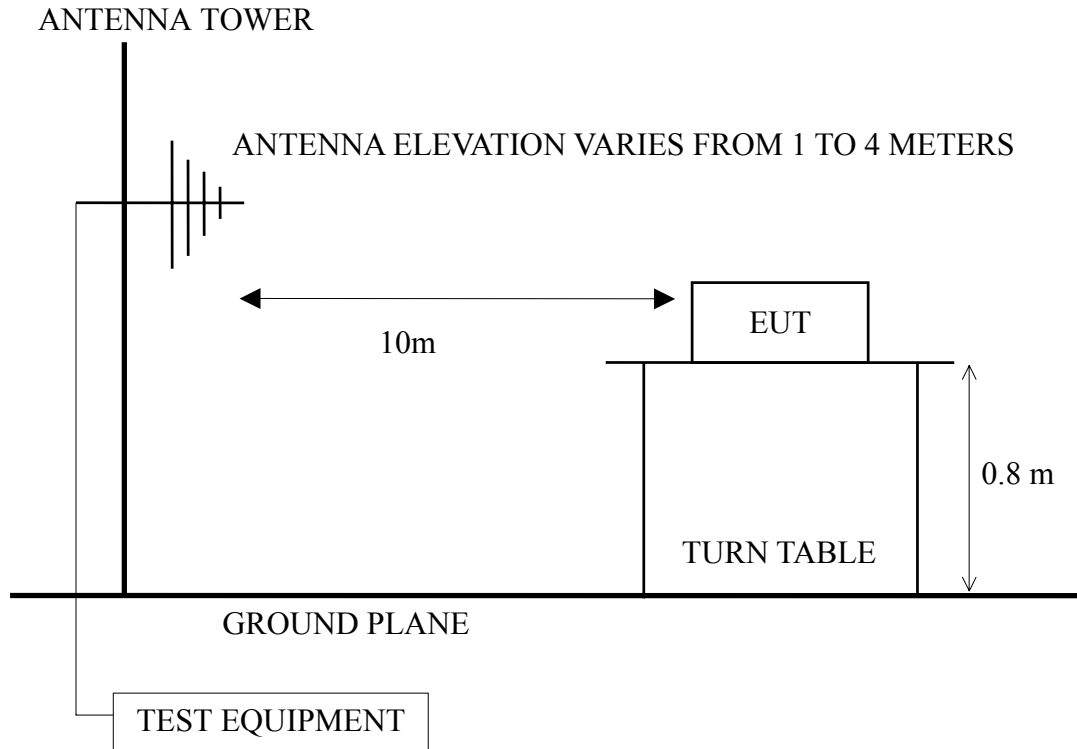 ANTENNA TOWER
ANTENNA ELEVATION VARIES FROM 1 TO 4 METERS
EUT
10m
0.8 m
TURN TABLE
GROUND PLANE
TEST EQUIPMENT